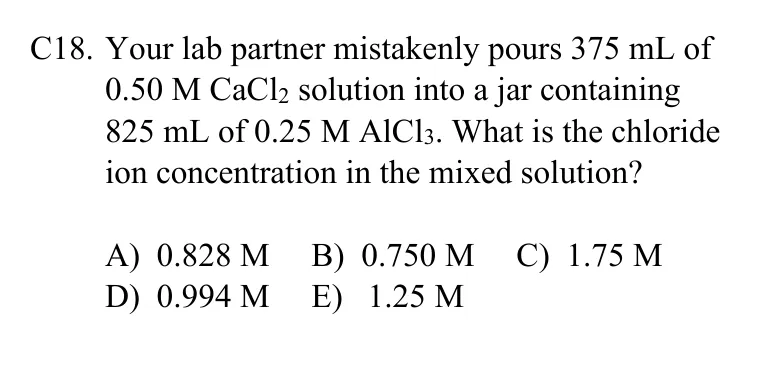 C18. Your lab partner mistakenly pours 375 mL of
0.50 M CaCl₂ solution into a jar containing
825 mL of 0.25 M AlCl₃. What is the chloride
ion concentration in the mixed solution?
A) 0.828 M B) 0.750 M C) 1.75 M
D) 0.994 M E) 1.25 M